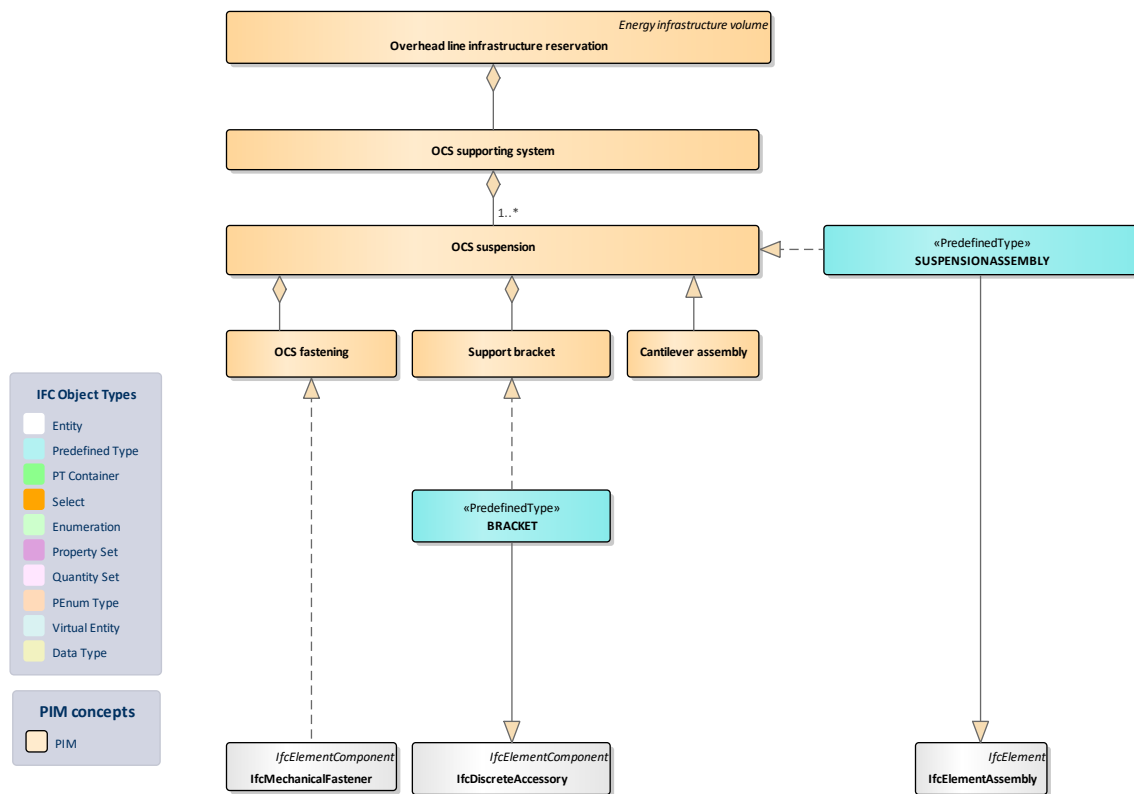 Energy infrastructure volume
Overhead line infrastructure reservation
OCS supporting system
1..*
OCS suspension
«PredefinedType»
SUSPENSIONASSEMBLY
OCS fastening
Support bracket
Cantilever assembly
IFC Object Types
Entity
Predefined Type
PT Container
Select
Enumeration
Property Set
Quantity Set
PEnum Type
Virtual Entity
Data Type
«PredefinedType»
BRACKET
PIM concepts
PIM
IfcElementComponent
IfcMechanicalFastener
IfcElementComponent
IfcDiscreteAccessory
IfcElement
IfcElementAssembly